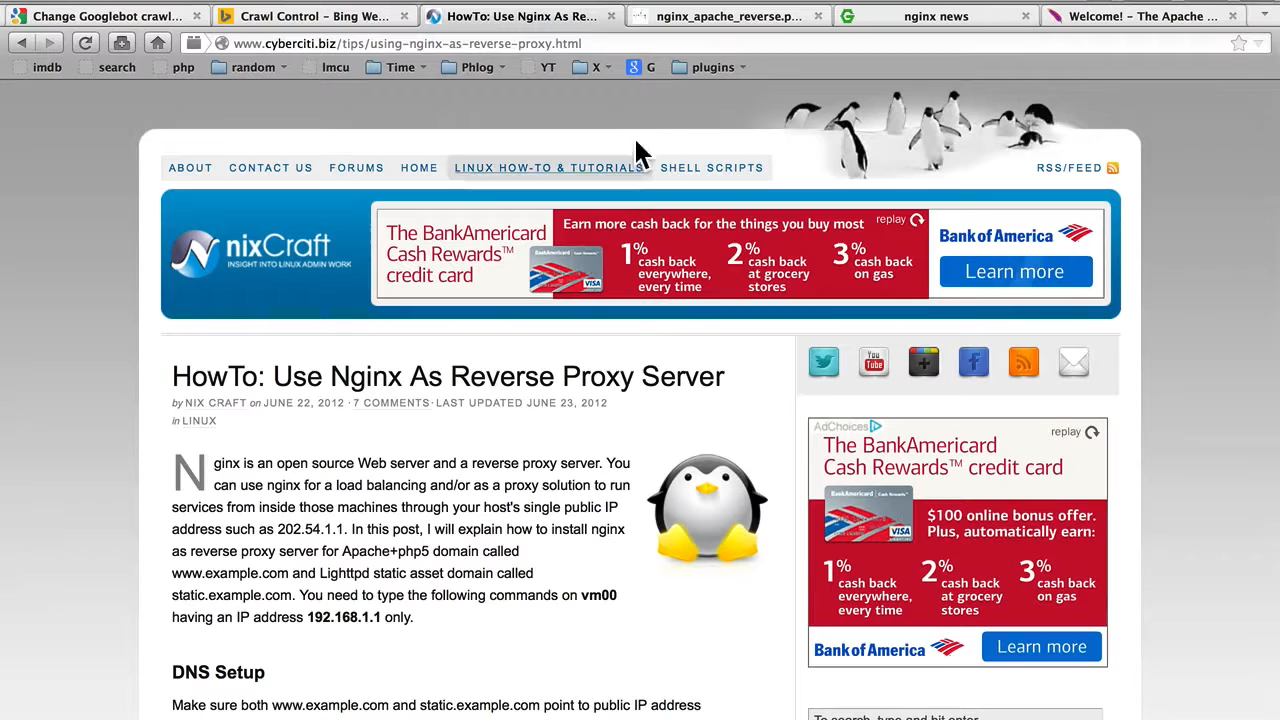 Change Googlebot crawl...
Crawl Control - Bing We...
HowTo: Use Nginx As Re...
nginx_apache_reverse.p...
nginx news
Welcome! - The Apache ...
www.cyberciti.biz/tips/using-nginx-as-reverse-proxy.html
imdb
search
php
random
lmcu
Time
Phlog
YT
X
G
plugins
ABOUT
CONTACT US
FORUMS
HOME
LINUX HOW-TO & TUTORIALS
SHELL SCRIPTS
RSS/FEED
nixCraft
INSIGHT INTO LINUX ADMIN WORK
The BankAmericard
Cash Rewards™
credit card
VISA
Earn more cash back for the things you buy most
replay
1%
cash back
everywhere,
every time
2%
cash back
at grocery
stores
3%
cash back
on gas
Bank of America
Learn more
HowTo: Use Nginx As Reverse Proxy Server
by NIX CRAFT on JUNE 22, 2012 · 7 COMMENTS · LAST UPDATED JUNE 23, 2012
in LINUX
Nginx is an open source Web server and a reverse proxy server. You
can use nginx for a load balancing and/or as a proxy solution to run
services from inside those machines through your host's single public IP
address such as 202.54.1.1. In this post, I will explain how to install nginx
as reverse proxy server for Apache+php5 domain called
www.example.com and Lighttpd static asset domain called
static.example.com. You need to type the following commands on vm00
having an IP address 192.168.1.1 only.
DNS Setup
Make sure both www.example.com and static.example.com point to public IP address
You
Tube
AdChoices
replay
The BankAmericard
Cash Rewards™ credit card
VISA
$100 online bonus offer.
Plus, automatically earn:
1%
cash back
everywhere,
every time
2%
cash back
at grocery
stores
3%
cash back
on gas
Bank of America
Learn more
To search, type and hit enter